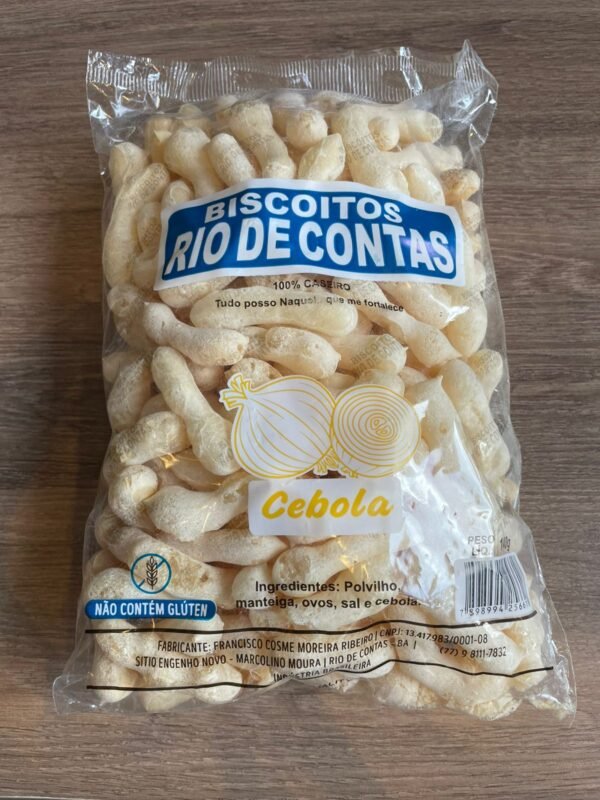 BISCOITOS
RIO DE CONTAS
100% CASEIRO
Tudo posso Naquele que me fortalece
Cebola
PESO
LIQ.
Ingredientes: Polvilho,
manteiga, ovos, sal e cebola.
NÃO CONTÉM GLÚTEN
FABRICANTE: FRANCISCO COSME MOREIRA RIBEIRO | CNPJ: 13.417.983/0001-08
SITIO ENGENHO NOVO - MARCOLINO MOURA | RIO DE CONTAS - BA | (77) 9 8111-7832
INDÚSTRIA BRASILEIRA